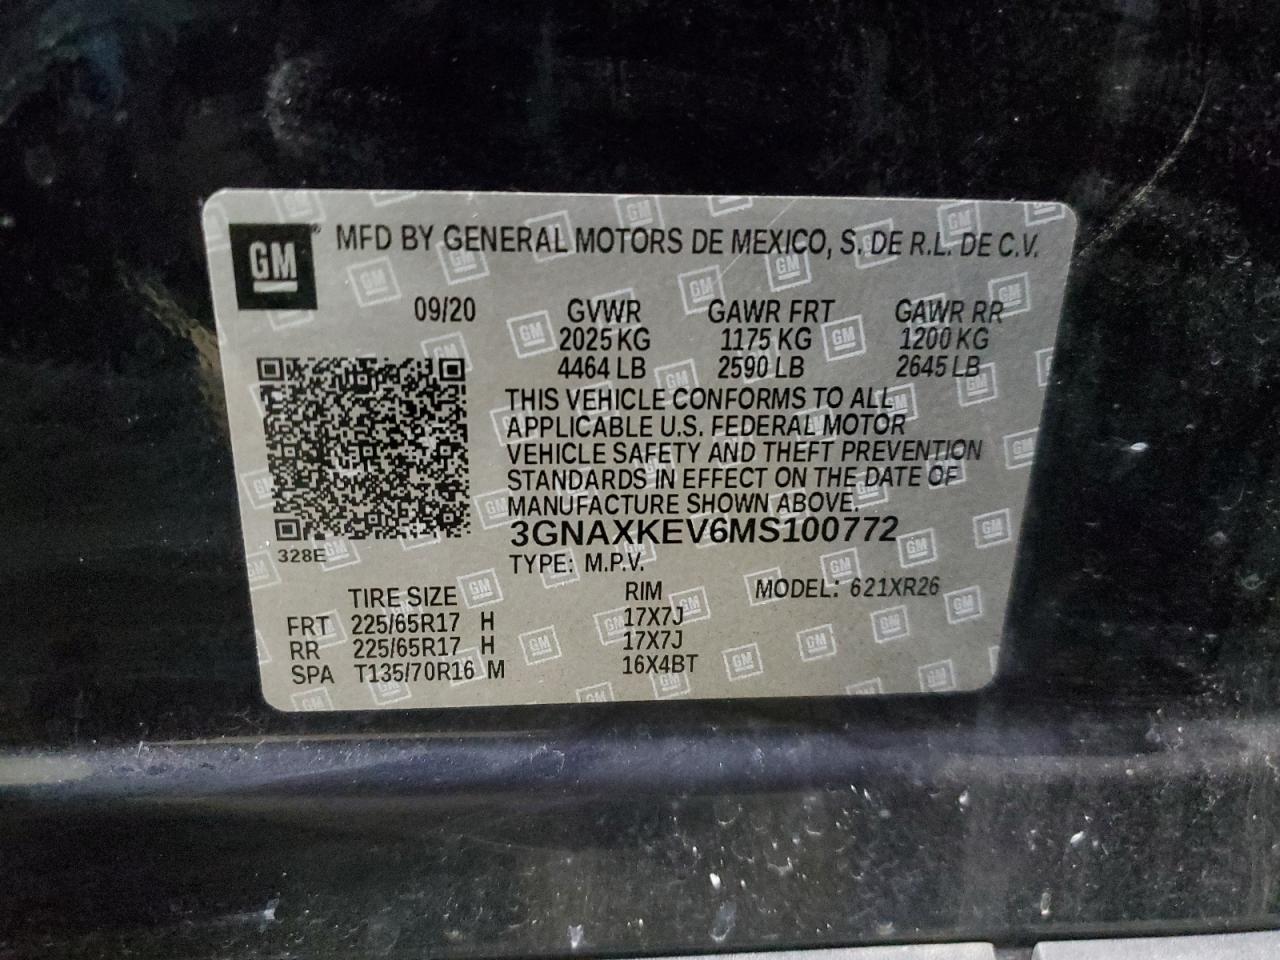 GM® MFD BY GENERAL MOTORS DE MEXICO, S. DE R.L. DE C.V.
09/20 GVWR GAWR FRT GAWR RR
2025 KG 1175 KG 1200 KG
4464 LB 2590 LB 2645 LB
THIS VEHICLE CONFORMS TO ALL
APPLICABLE U.S. FEDERAL MOTOR
VEHICLE SAFETY AND THEFT PREVENTION
STANDARDS IN EFFECT ON THE DATE OF
MANUFACTURE SHOWN ABOVE.
3GNAXKEV6MS100772
328E
TYPE: M.P.V.
TIRE SIZE RIM MODEL: 621XR26
FRT 225/65R17 H 17X7J
RR 225/65R17 H 17X7J
SPA T135/70R16 M 16X4BT